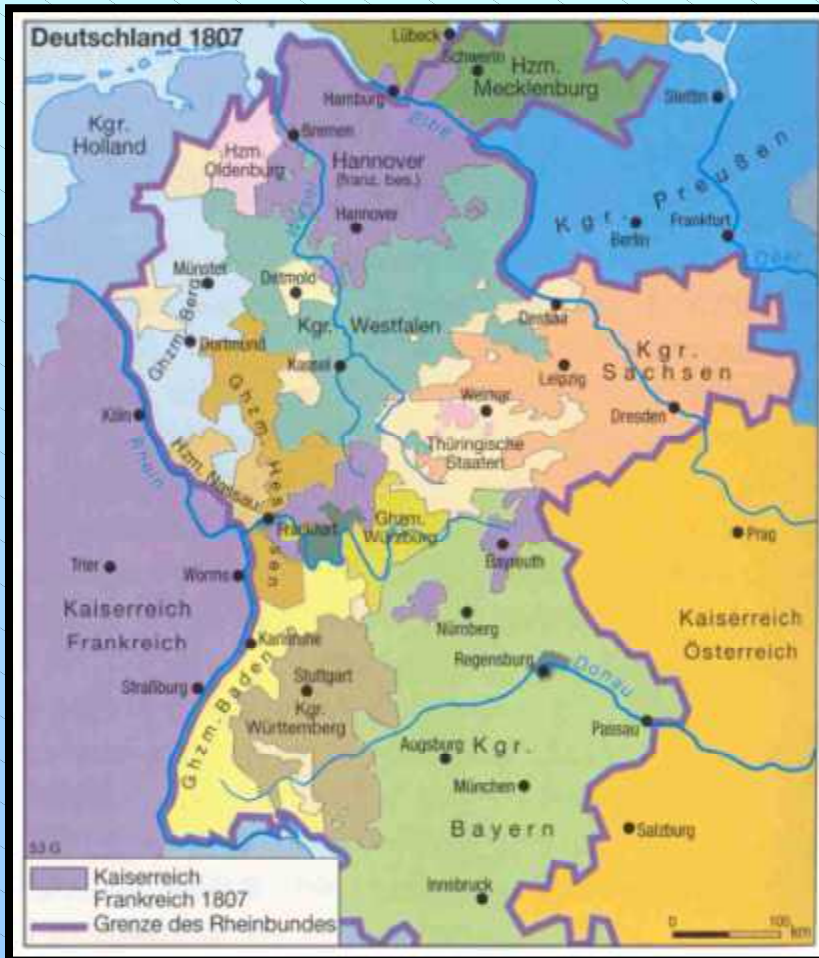 Deutschland 1807
Lübeck
Schwerin
Hzm.
Mecklenburg
Hamburg
Stettin
Elbe
Kgr.
Holland
Bremen
Hzm.
Oldenburg
Hannover
(franz. bes.)
Weser
Hannover
Kgr. Preußen
Berlin
Frankfurt
Oder
Münster
Detmold
Ghzm. Berg
Dortmund
Kgr. Westfalen
Dessau
Kgr.
Sachsen
Leipzig
Kassel
Weimar
Dresden
Köln
Rhein
Ghzm. Hessen
Thüringische
Staaten
Hzm. Nassau
Frankfurt
Ghzm.
Würzburg
Prag
Trier
Bayreuth
Worms
Kaiserreich
Frankreich
Nürnberg
Kaiserreich
Österreich
Karlsruhe
Regensburg
Donau
Straßburg
Stuttgart
Ghzm. Baden
Kgr.
Württemberg
Passau
Augsburg
Kgr.
Bayern
München
Salzburg
Innsbruck
53 G
Kaiserreich
Frankreich 1807
Grenze des Rheinbundes
0 100
km